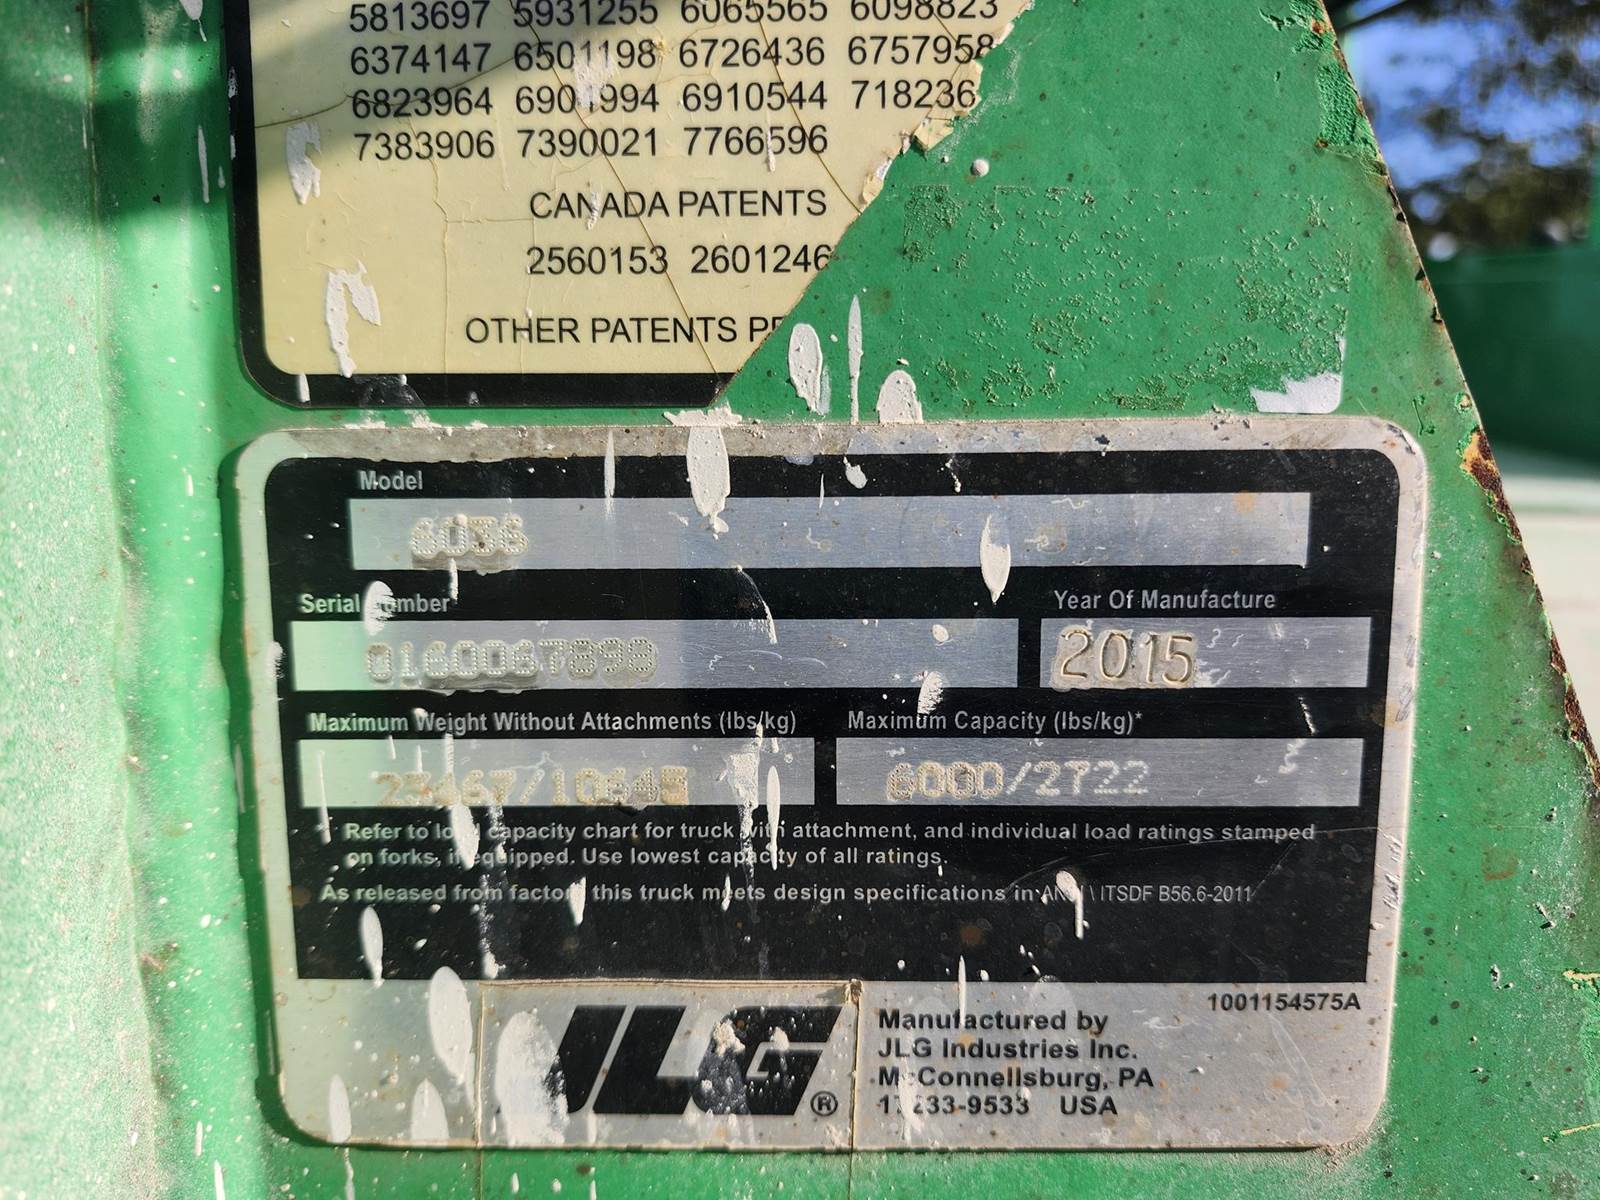 5813697 5931255 6065565 6098823
6374147 6501198 6726436 6757958
6823964 6901994 6910544 718236
7383906 7390021 7766596
CANADA PATENTS
2560153 2601246
OTHER PATENTS PE
Model
6036
Serial Number
0160067898
Year Of Manufacture
2015
Maximum Weight Without Attachments (lbs/kg)
23467/10645
Maximum Capacity (lbs/kg)*
6000/2722
* Refer to load capacity chart for truck with attachment, and individual load ratings stamped
on forks, if equipped. Use lowest capacity of all ratings.
As released from factory this truck meets design specifications in ANSI \ ITSDF B56.6-2011
1001154575A
JLG®
Manufactured by
JLG Industries Inc.
McConnellsburg, PA
17233-9533 USA